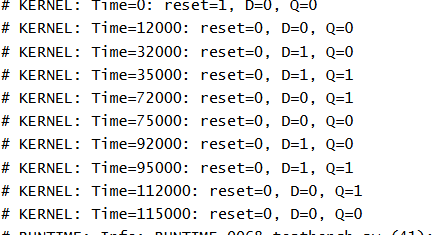 # KERNEL: Time=0: reset=1, D=0, Q=0
# KERNEL: Time=12000: reset=0, D=0, Q=0
# KERNEL: Time=32000: reset=0, D=1, Q=0
# KERNEL: Time=35000: reset=0, D=1, Q=1
# KERNEL: Time=72000: reset=0, D=0, Q=1
# KERNEL: Time=75000: reset=0, D=0, Q=0
# KERNEL: Time=92000: reset=0, D=1, Q=0
# KERNEL: Time=95000: reset=0, D=1, Q=1
# KERNEL: Time=112000: reset=0, D=0, Q=1
# KERNEL: Time=115000: reset=0, D=0, Q=0
# RUNTIME: Info: RUNTIME_0068 testbench.sv (41):